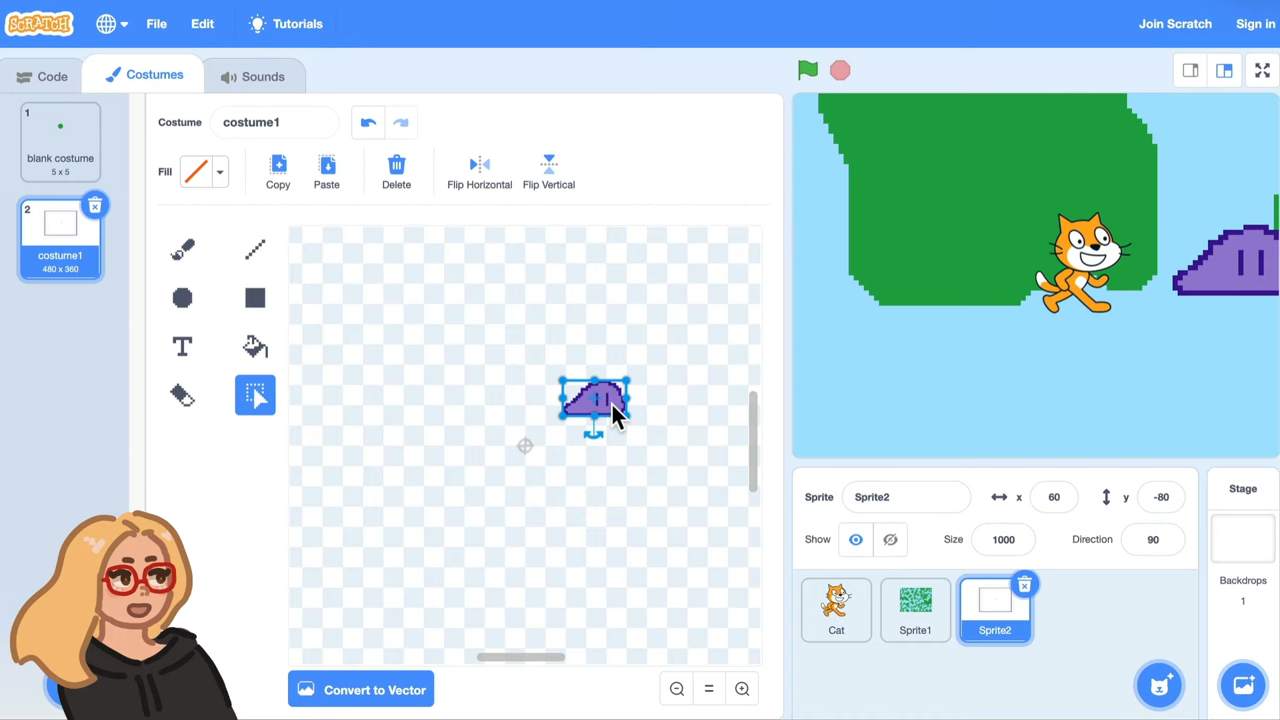 SCRATCH File Edit Tutorials Join Scratch Sign in
Code Costumes Sounds
1
blank costume
5 x 5
2
costume1
480 x 360
Costume costume1
Fill Copy Paste Delete Flip Horizontal Flip Vertical
T
Convert to Vector
Sprite Sprite2 x 60 y -80
Show Size 1000 Direction 90
Cat Sprite1 Sprite2
Stage
Backdrops
1